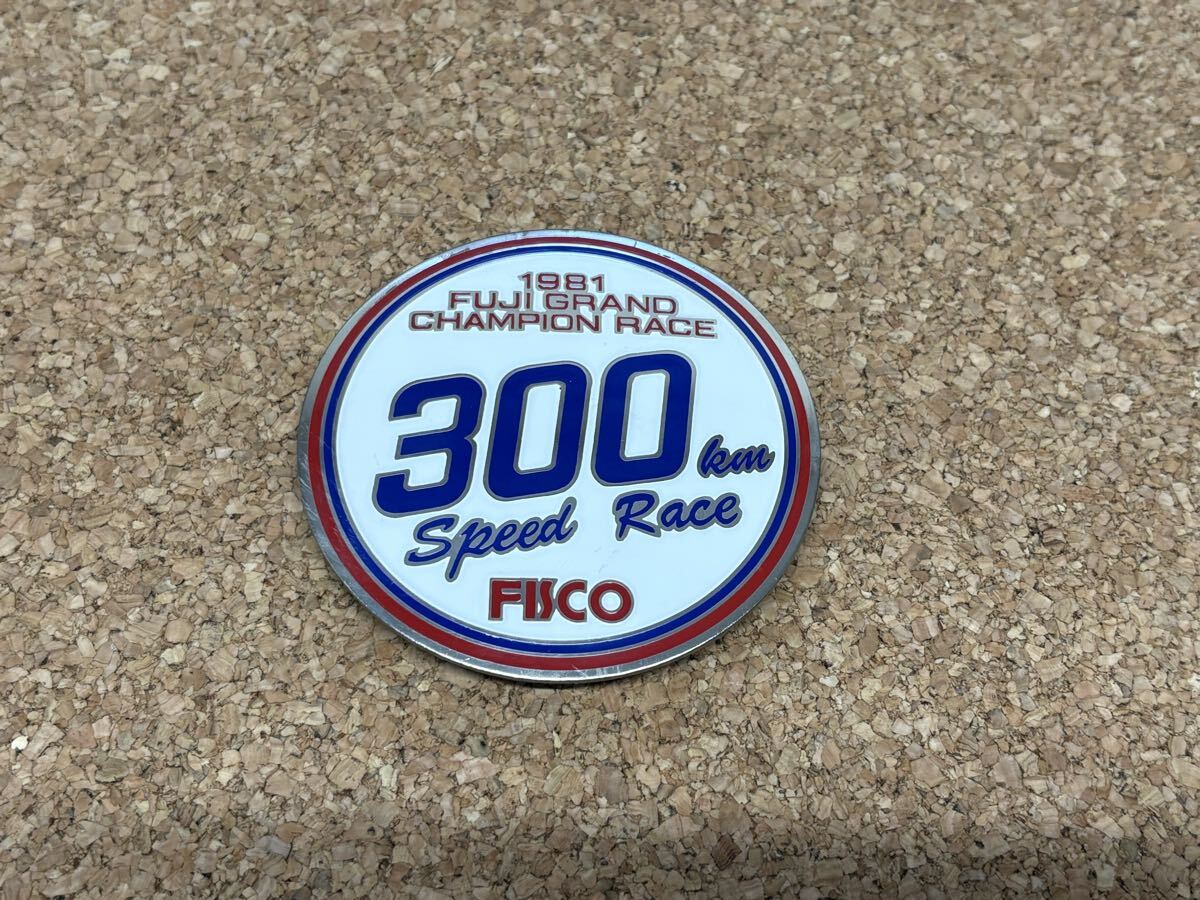 1981
FUJI GRAND
CHAMPION RACE
300 km
Speed Race
FISCO